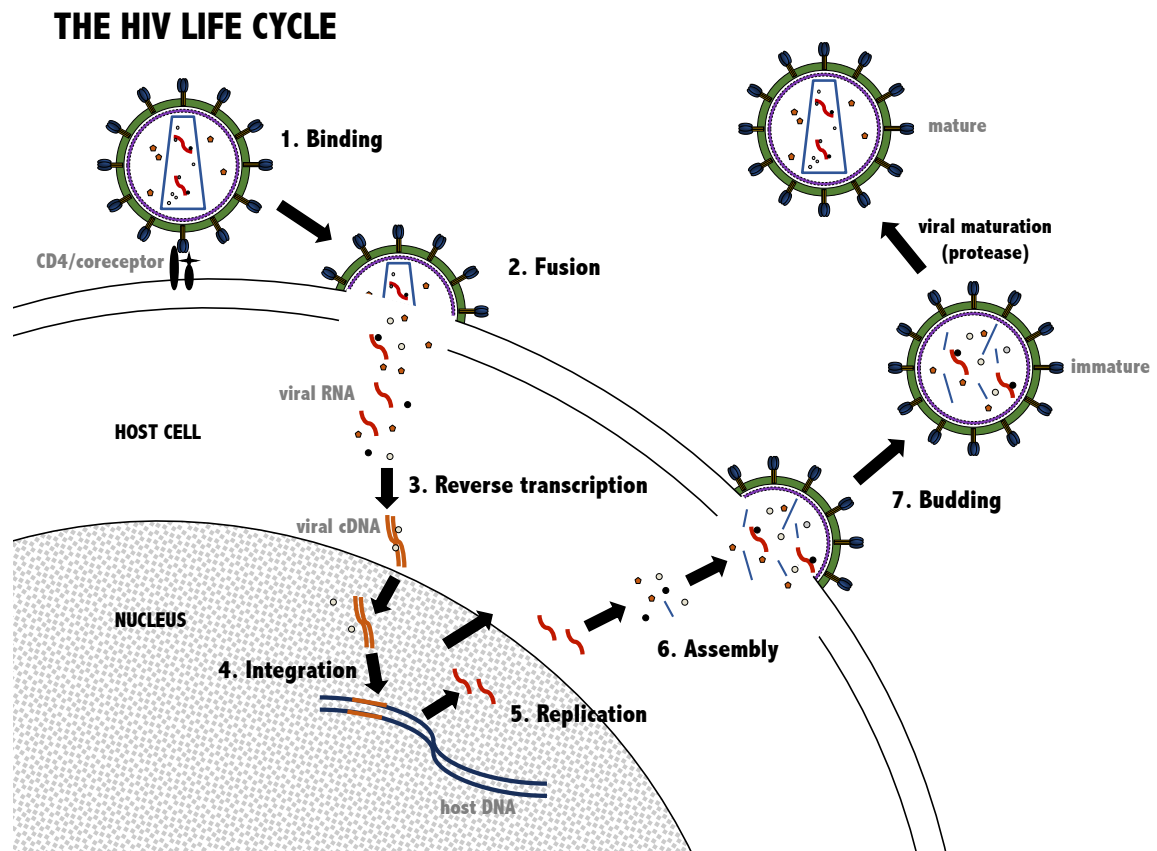 THE HIV LIFE CYCLE
1. Binding
mature
viral maturation
(protease)
CD4/coreceptor
2. Fusion
immature
viral RNA
HOST CELL
3. Reverse transcription
7. Budding
viral cDNA
NUCLEUS
6. Assembly
4. Integration
5. Replication
host DNA